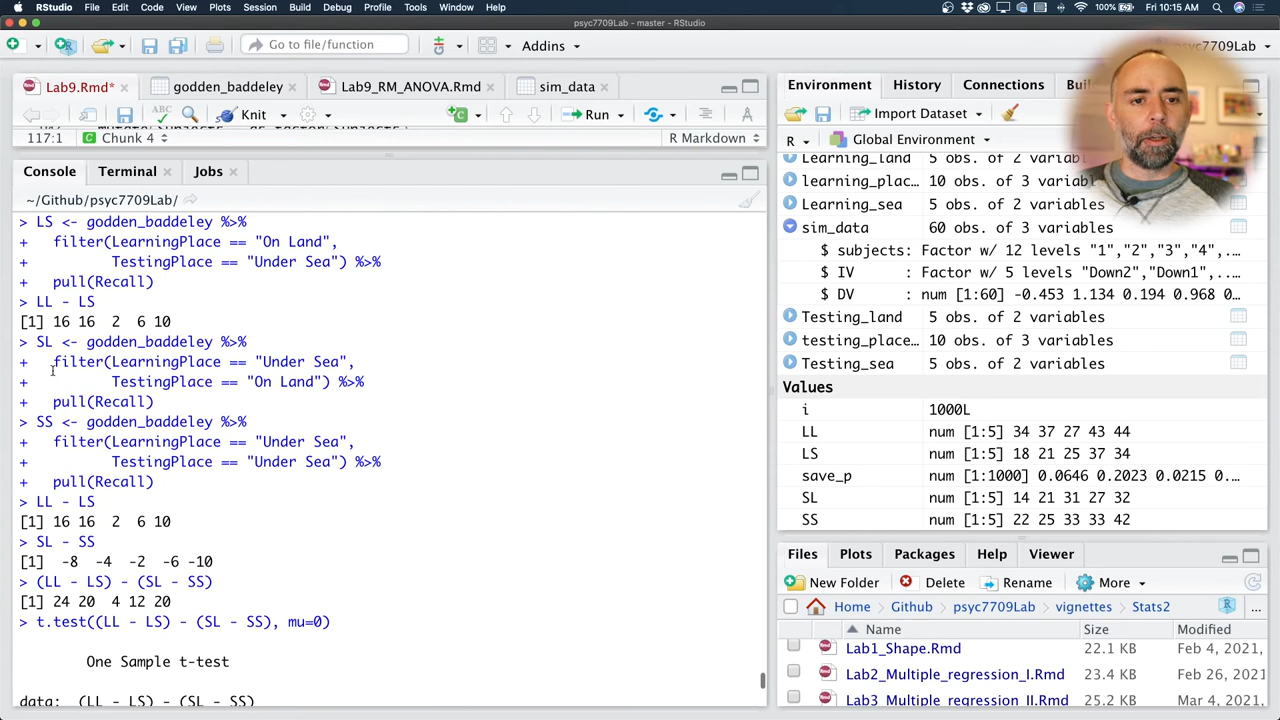 RStudio File Edit Code View Plots Session Build Debug Profile Tools Window Help 100% Fri 10:15 AM
psyc7709Lab - master - RStudio
Go to file/function Addins psyc7709Lab
Lab9.Rmd* godden_baddeley Lab9_RM_ANOVA.Rmd sim_data
ABC Knit Run
117:1 Chunk 4 R Markdown
Console Terminal Jobs
~/Github/psyc7709Lab/
> LS <- godden_baddeley %>%
+ filter(LearningPlace == "On Land",
+ TestingPlace == "Under Sea") %>%
+ pull(Recall)
> LL - LS
[1] 16 16 2 6 10
> SL <- godden_baddeley %>%
+ filter(LearningPlace == "Under Sea",
+ TestingPlace == "On Land") %>%
+ pull(Recall)
> SS <- godden_baddeley %>%
+ filter(LearningPlace == "Under Sea",
+ TestingPlace == "Under Sea") %>%
+ pull(Recall)
> LL - LS
[1] 16 16 2 6 10
> SL - SS
[1] -8 -4 -2 -6 -10
> (LL - LS) - (SL - SS)
[1] 24 20 4 12 20
> t.test((LL - LS) - (SL - SS), mu=0)
One Sample t-test
data: (LL - LS) - (SL - SS)
Environment History Connections
Import Dataset
R Global Environment
Learning_land 5 obs. of 2 variables
learning_plac… 10 obs. of 3 variables
Learning_sea 5 obs. of 2 variables
sim_data 60 obs. of 3 variables
$ subjects: Factor w/ 12 levels "1","2","3","4",..
$ IV : Factor w/ 5 levels "Down2","Down1",..
$ DV : num [1:60] -0.453 1.134 0.194 0.968 0…
Testing_land 5 obs. of 2 variables
testing_place… 10 obs. of 3 variables
Testing_sea 5 obs. of 2 variables
Values
i 1000L
LL num [1:5] 34 37 27 43 44
LS num [1:5] 18 21 25 37 34
save_p num [1:1000] 0.0646 0.2023 0.0215 0…
SL num [1:5] 14 21 31 27 32
SS num [1:5] 22 25 33 33 42
Files Plots Packages Help Viewer
New Folder Delete Rename More
Home Github psyc7709Lab vignettes Stats2 ...
Name Size Modified
Lab1_Shape.Rmd 22.1 KB Feb 4, 2021,
Lab2_Multiple_regression_I.Rmd 23.4 KB Feb 26, 2021,
Lab3_Multiple_regression_II.Rmd 25.2 KB Mar 4, 2021,